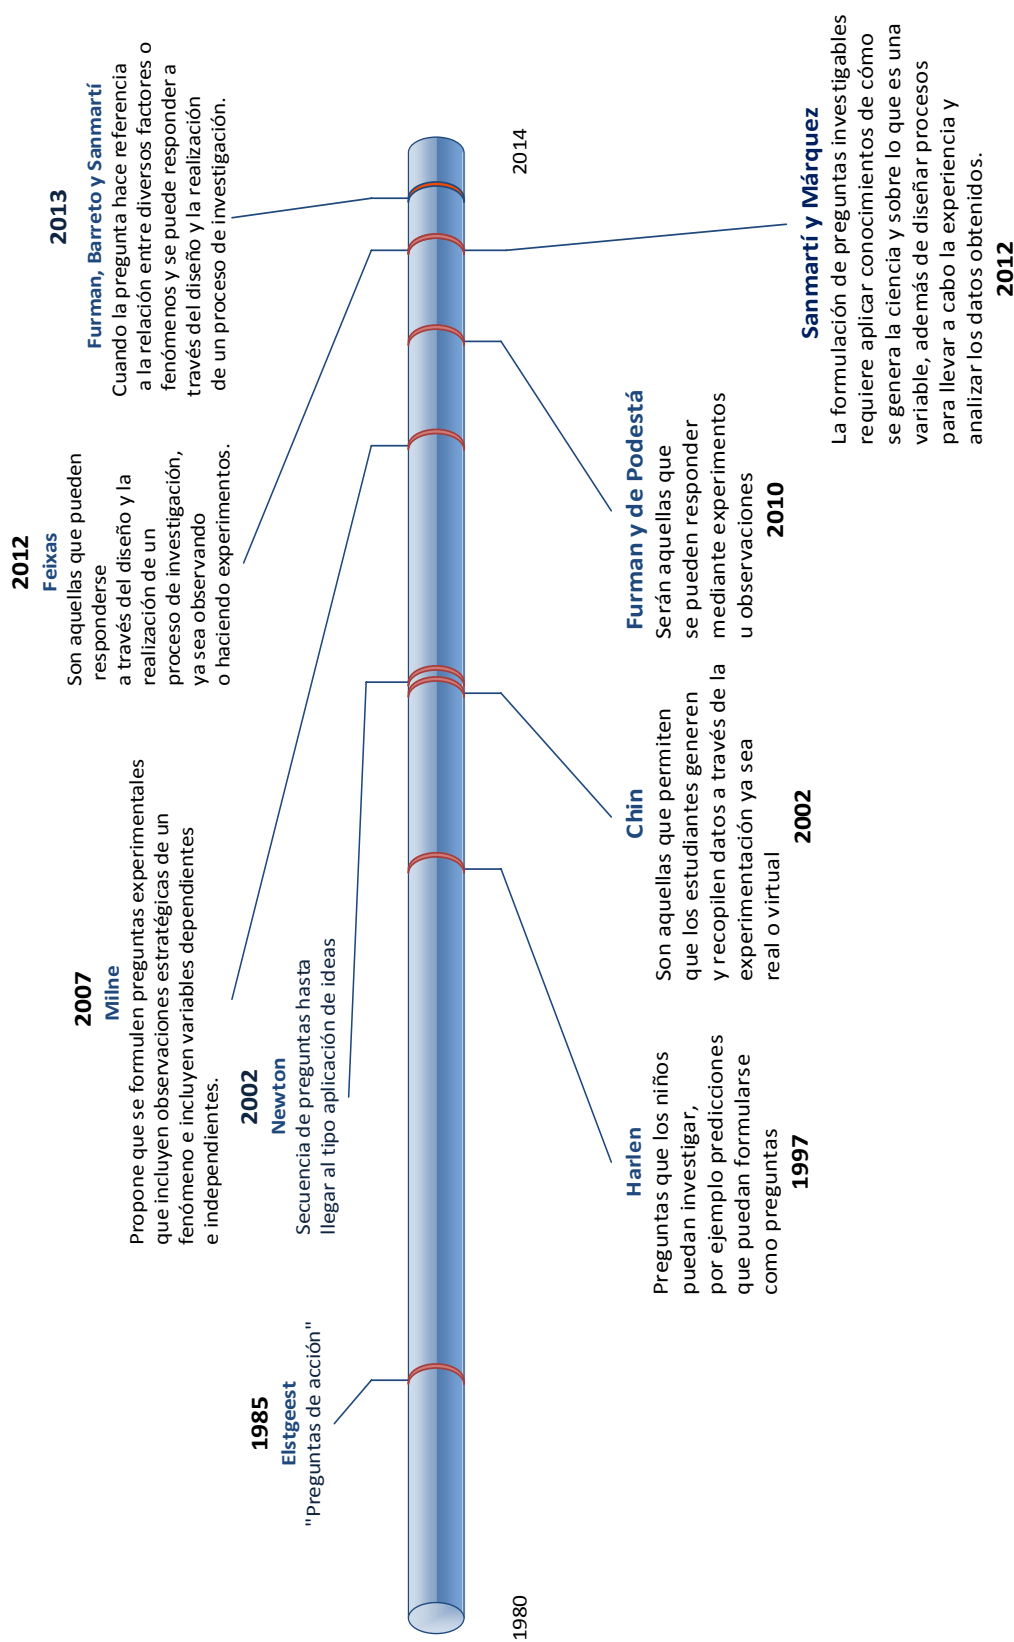 1985
Elstgeest
"Preguntas de acción"
2002
Newton
Secuencia de preguntas hasta
llegar al tipo aplicación de ideas
2007
Milne
Propone que se formulen preguntas experimentales
que incluyen observaciones estratégicas de un
fenómeno e incluyen variables dependientes
e independientes.
2012
Feixas
Son aquellas que pueden
responderse
a través del diseño y la
realización de un
proceso de investigación,
ya sea observando
o haciendo experimentos.
2013
Furman, Barreto y Sanmartí
Cuando la pregunta hace referencia
a la relación entre diversos factores o
fenómenos y se puede responder a
través del diseño y la realización
de un proceso de investigación.
1980
2014
Harlen
Preguntas que los niños
puedan investigar,
por ejemplo predicciones
que puedan formularse
como preguntas
1997
Chin
Son aquellas que permiten
que los estudiantes generen
y recopilen datos a través de la
experimentación ya sea
real o virtual
2002
Furman y de Podestá
Serán aquellas que
se pueden responder
mediante experimentos
u observaciones
2010
Sanmartí y Márquez
La formulación de preguntas investigables
requiere aplicar conocimientos de cómo
se genera la ciencia y sobre lo que es una
variable, además de diseñar procesos
para llevar a cabo la experiencia y
analizar los datos obtenidos.
2012